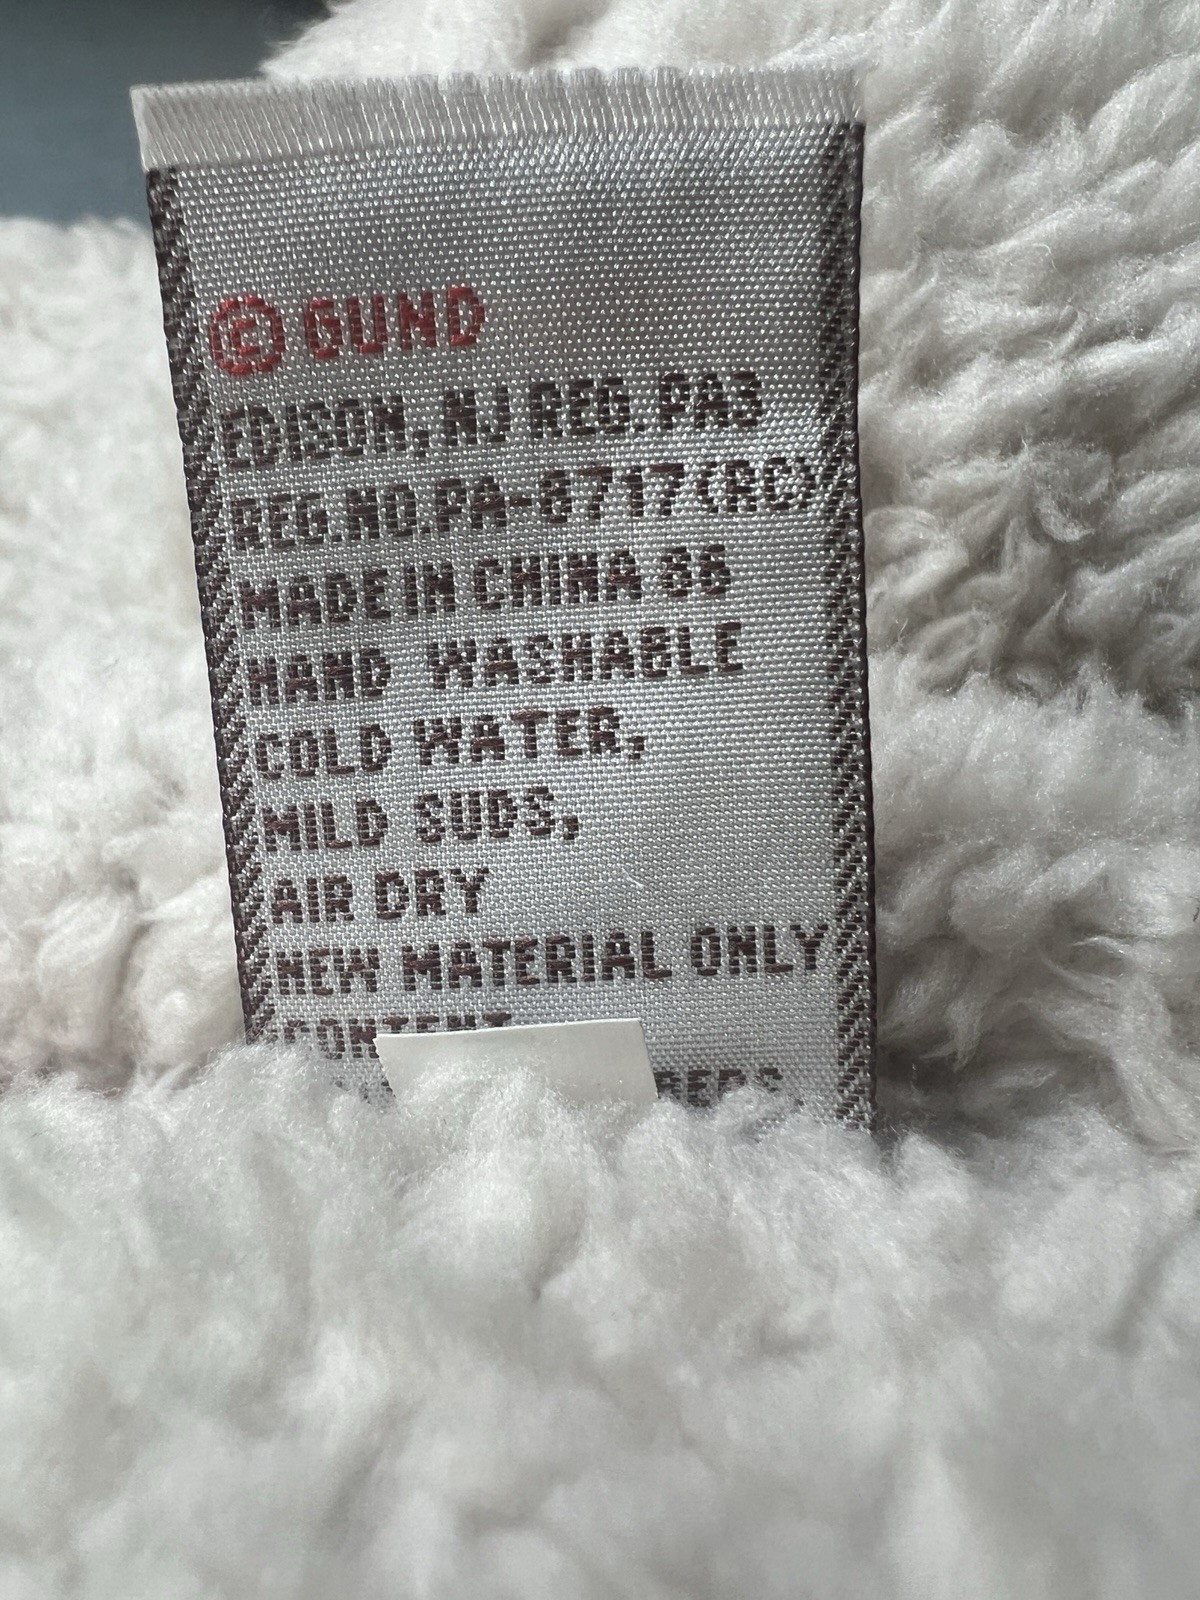 © GUND
EDISON, NJ REG. PA3
REG.NO.PA-8717(RC)
MADE IN CHINA
HAND WASHABLE
COLD WATER,
MILD SUDS,
AIR DRY
NEW MATERIAL ONLY
CONTENT